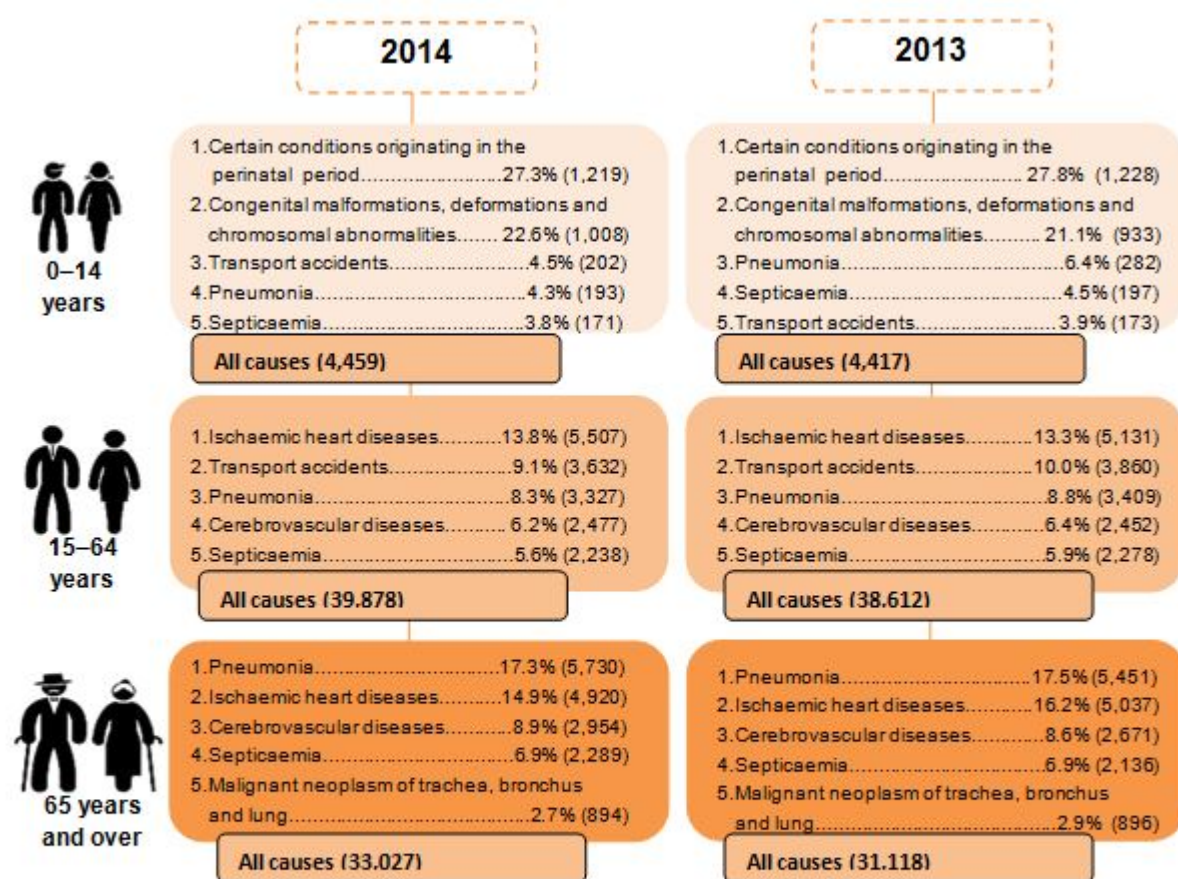 2014
2013
1.Certain conditions originating in the
perinatal period..........................27.3% (1,219)
2.Congenital malformations, deformations and
chromosomal abnormalities....... 22.6% (1,008)
3.Transport accidents.........................4.5% (202)
4.Pneumonia.......................................4.3% (193)
5.Septicaemia.....................................3.8% (171)
All causes (4,459)
1.Certain conditions originating in the
perinatal period.......................... 27.8% (1,228)
2.Congenital malformations, deformations and
chromosomal abnormalities.......... 21.1% (933)
3.Pneumonia.......................................6.4% (282)
4.Septicaemia.....................................4.5% (197)
5.Transport accidents.........................3.9% (173)
All causes (4,417)
0–14
years
1.Ischaemic heart diseases..........13.8% (5,507)
2.Transport accidents.....................9.1% (3,632)
3.Pneumonia...................................8.3% (3,327)
4.Cerebrovascular diseases.......... 6.2% (2,477)
5.Septicaemia.................................5.6% (2,238)
All causes (39,878)
1.Ischaemic heart diseases............13.3% (5,131)
2.Transport accidents....................10.0% (3,860)
3.Pneumonia...................................8.8% (3,409)
4.Cerebrovascular diseases............6.4% (2,452)
5.Septicaemia.................................5.9% (2,278)
All causes (38,612)
15–64
years
1.Pneumonia.................................17.3% (5,730)
2.Ischaemic heart diseases..........14.9% (4,920)
3.Cerebrovascular diseases...........8.9% (2,954)
4.Septicaemia.................................6.9% (2,289)
5.Malignant neoplasm of trachea, bronchus
and lung..........................................2.7% (894)
All causes (33,027)
1.Pneumonia...................................17.5% (5,451)
2.Ischaemic heart diseases............16.2% (5,037)
3.Cerebrovascular diseases.............8.6% (2,671)
4.Septicaemia..................................6.9% (2,136)
5.Malignant neoplasm of trachea, bronchus
and lung..........................................2.9% (896)
All causes (31,118)
65 years
and over